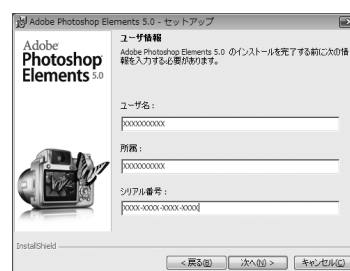 Adobe Photoshop Elements 5.0 - セットアップ
Adobe
Photoshop
Elements 5.0
ユーザ情報
Adobe Photoshop Elements 5.0 のインストールを完了する前に次の情
報を入力する必要があります。
ユーザ名：
xxxxxxxxxx
所属：
xxxxxxxxxx
シリアル番号：
xxxx-xxxx-xxxx-xxxx
InstallShield
< 戻る(B)
次へ(N) >
キャンセル(C)